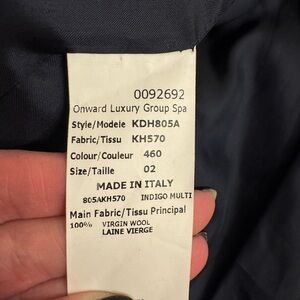 0092692
Onward Luxury Group Spa
Style/Modele KDH805A
Fabric/Tissu KH570
Colour/Couleur 460
Size/Taille 02
MADE IN ITALY
805AKH570 INDIGO MULTI
Main Fabric/Tissu Principal
100% VIRGIN WOOL
LAINE VIERGE